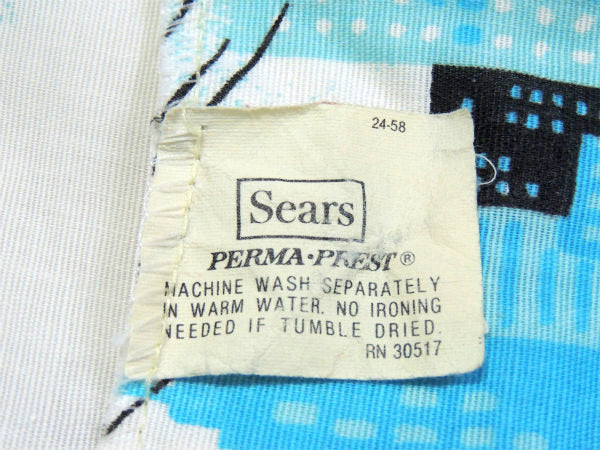 24-58
Sears
PERMA·PREST®
MACHINE WASH SEPARATELY
IN WARM WATER. NO IRONING
NEEDED IF TUMBLE DRIED.
RN 30517